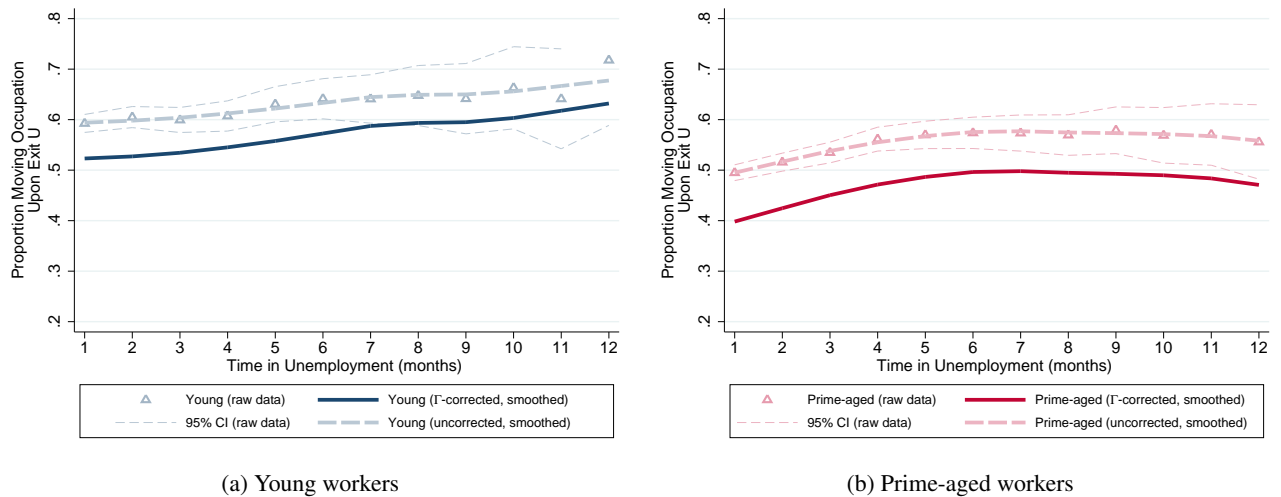 Proportion Moving Occupation
Upon Exit U
.8
.7
.6
.5
.4
.3
.2
1 2 3 4 5 6 7 8 9 10 11 12
Time in Unemployment (months)
Young (raw data)
Young (Γ-corrected, smoothed)
95% CI (raw data)
Young (uncorrected, smoothed)
(a) Young workers
Proportion Moving Occupation
Upon Exit U
.8
.7
.6
.5
.4
.3
.2
1 2 3 4 5 6 7 8 9 10 11 12
Time in Unemployment (months)
Prime-aged (raw data)
Prime-aged (Γ-corrected, smoothed)
95% CI (raw data)
Prime-aged (uncorrected, smoothed)
(b) Prime-aged workers